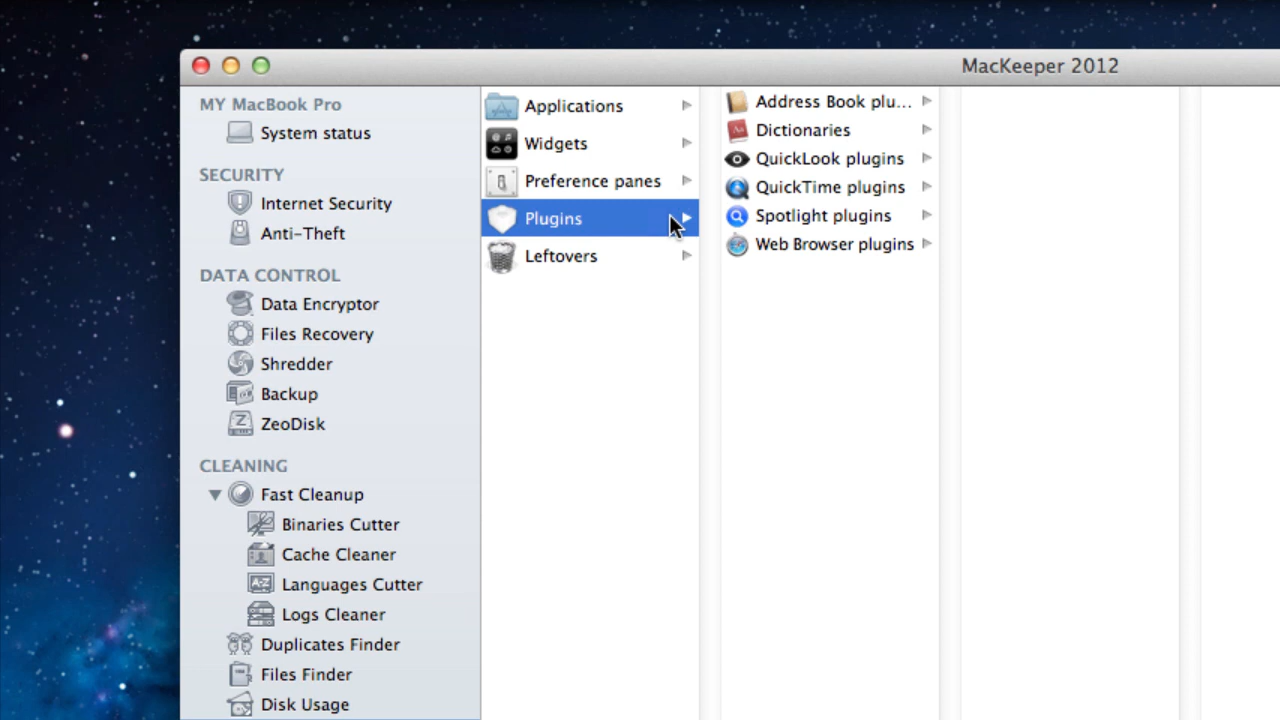 MacKeeper 2012
MY MacBook Pro
System status
SECURITY
Internet Security
Anti-Theft
DATA CONTROL
Data Encryptor
Files Recovery
Shredder
Backup
ZeoDisk
CLEANING
Fast Cleanup
Binaries Cutter
Cache Cleaner
Languages Cutter
Logs Cleaner
Duplicates Finder
Files Finder
Disk Usage
Applications
Widgets
Preference panes
Plugins
Leftovers
Address Book plu...
Dictionaries
QuickLook plugins
QuickTime plugins
Spotlight plugins
Web Browser plugins